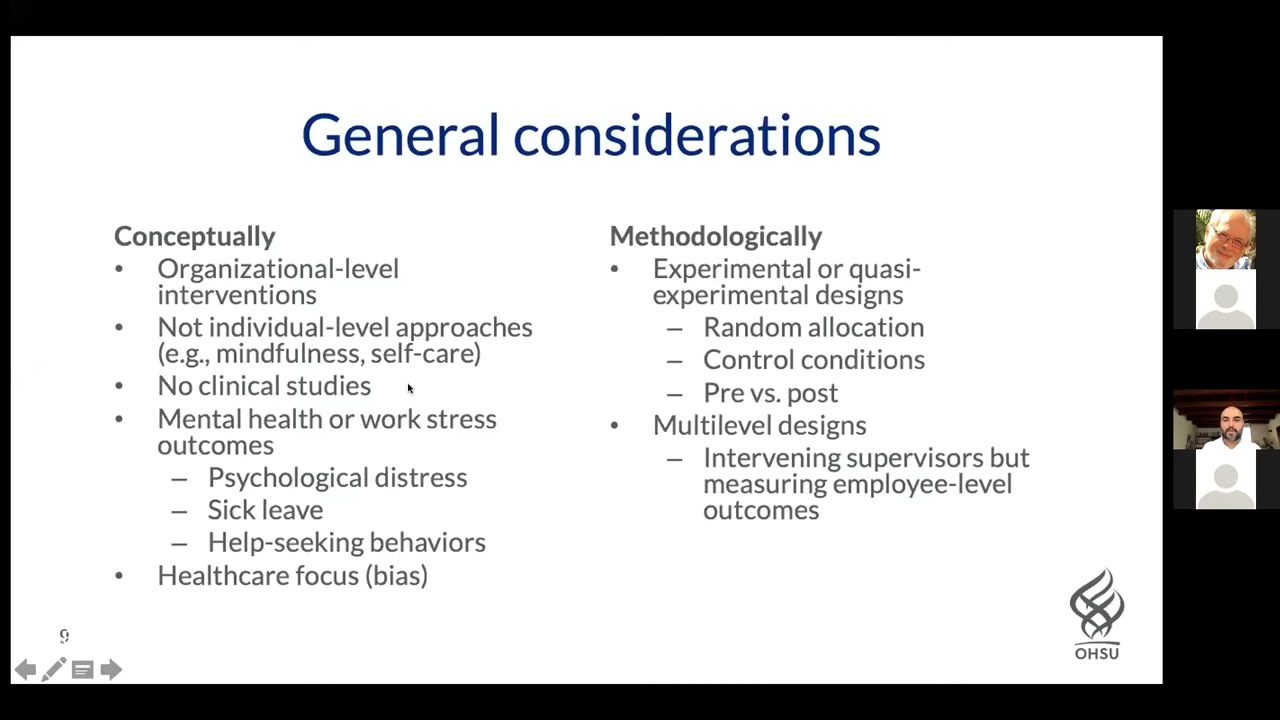 General considerations
Conceptually
• Organizational-level
interventions
• Not individual-level approaches
(e.g., mindfulness, self-care)
• No clinical studies
• Mental health or work stress
outcomes
– Psychological distress
– Sick leave
– Help-seeking behaviors
• Healthcare focus (bias)
Methodologically
• Experimental or quasi-
experimental designs
– Random allocation
– Control conditions
– Pre vs. post
• Multilevel designs
– Intervening supervisors but
measuring employee-level
outcomes
9
OHSU